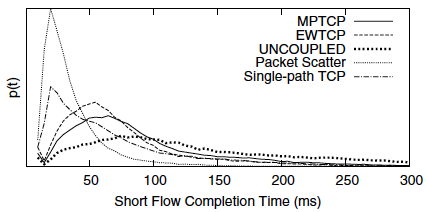 MPTCP
EWTCP
UNCOUPLED
Packet Scatter
Single-path TCP
p(t)
50 100 150 200 250 300
Short Flow Completion Time (ms)